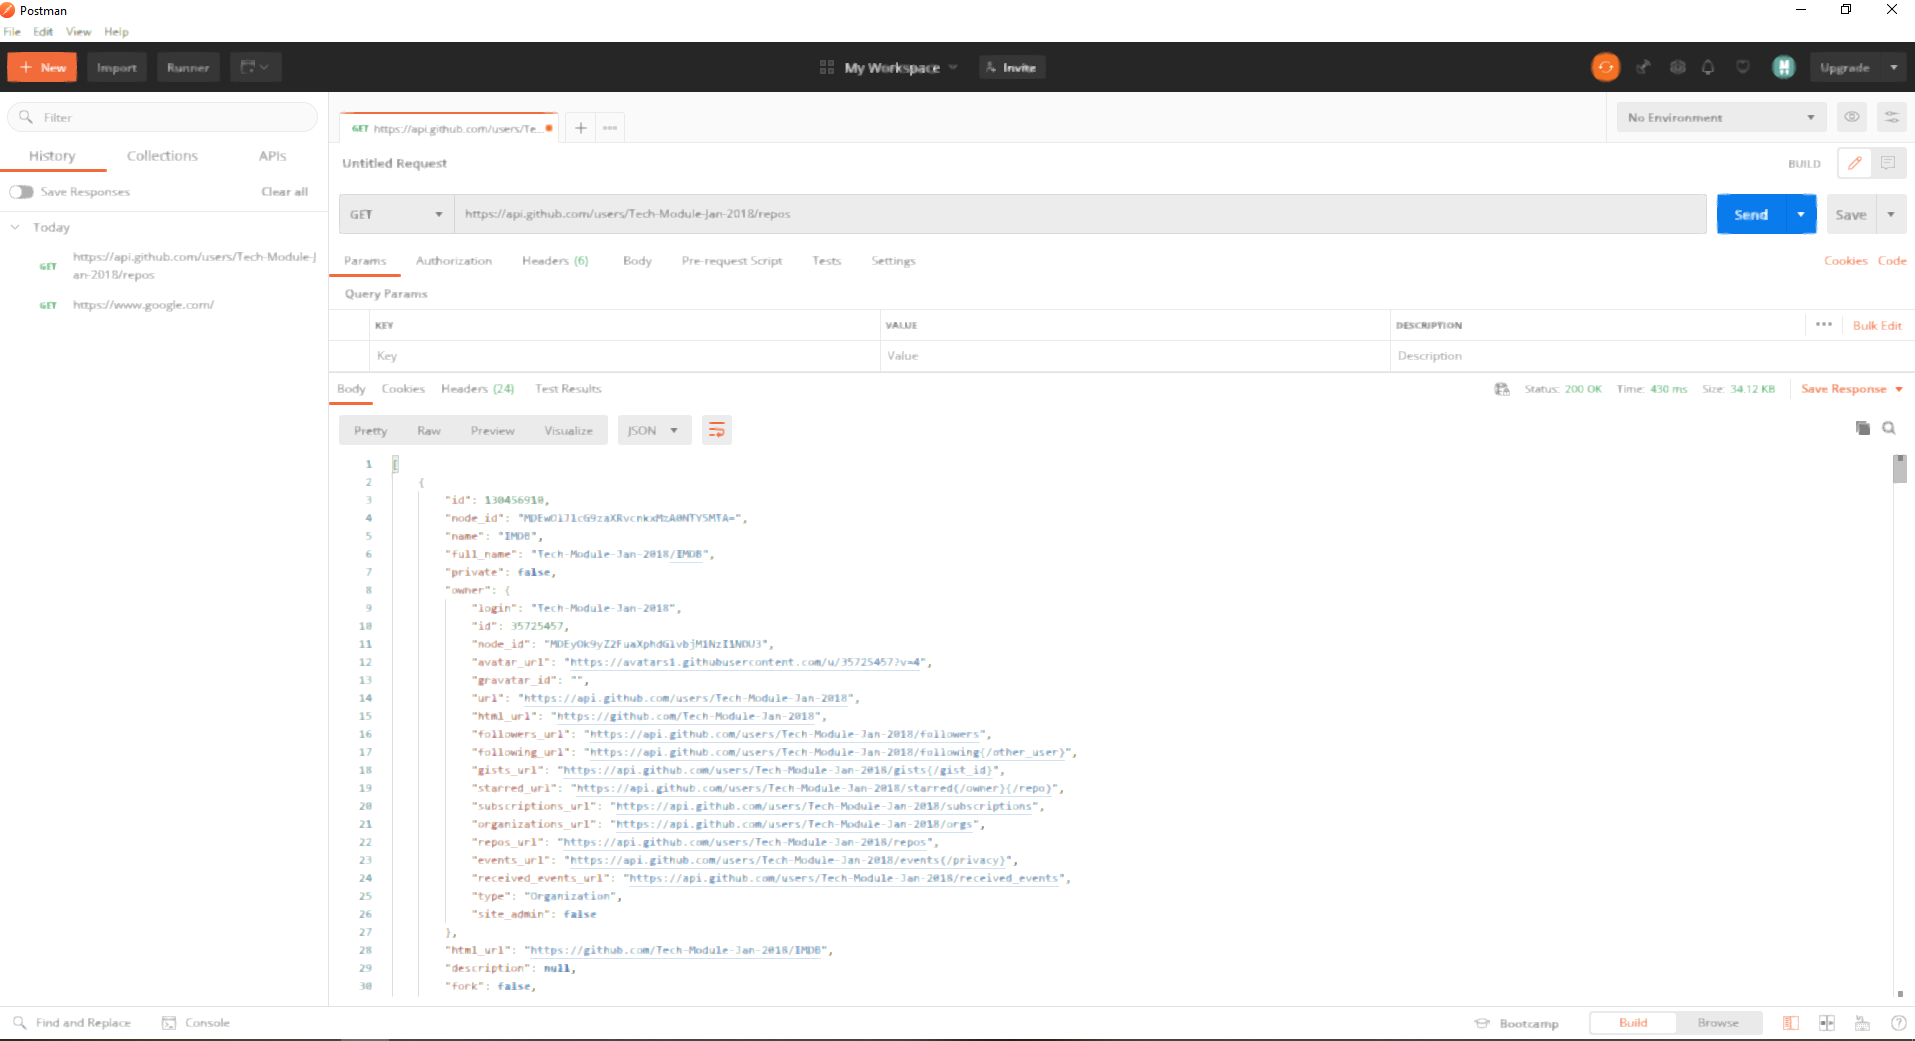 Postman
File Edit View Help
New Import Runner My Workspace Invite Upgrade
Filter
History Collections APIs
Save Responses Clear all
Today
GET https://api.github.com/users/Tech-Module-J
an-2018/repos
GET https://www.google.com/
GET https://api.github.com/users/Te...
No Environment
Untitled Request BUILD
GET https://api.github.com/users/Tech-Module-Jan-2018/repos Send Save
Params Authorization Headers (6) Body Pre-request Script Tests Settings Cookies Code
Query Params
KEY VALUE DESCRIPTION Bulk Edit
Key Value Description
Body Cookies Headers (24) Test Results Status: 200 OK Time: 430 ms Size: 34.12 KB Save Response
Pretty Raw Preview Visualize JSON
1 [
2 {
3 "id": 130456910,
4 "node_id":
5 "name": "IMDB",
6 "full_name": "Tech-Module-Jan-2018/IMDB",
7 "private": false,
8 "owner": {
9 "login": "Tech-Module-Jan-2018",
10 "id": 35725457,
11 "node_id":
12 "avatar_url": "https://avatars1.githubusercontent.com/u/35725457?v=4",
13 "gravatar_id": "",
14 "url": "https://api.github.com/users/Tech-Module-Jan-2018",
15 "html_url": "https://github.com/Tech-Module-Jan-2018",
16 "followers_url": "https://api.github.com/users/Tech-Module-Jan-2018/followers",
17 "following_url": "https://api.github.com/users/Tech-Module-Jan-2018/following{/other_user}",
18 "gists_url": "https://api.github.com/users/Tech-Module-Jan-2018/gists{/gist_id}",
19 "starred_url": "https://api.github.com/users/Tech-Module-Jan-2018/starred{/owner}{/repo}",
20 "subscriptions_url": "https://api.github.com/users/Tech-Module-Jan-2018/subscriptions",
21 "organizations_url": "https://api.github.com/users/Tech-Module-Jan-2018/orgs",
22 "repos_url": "https://api.github.com/users/Tech-Module-Jan-2018/repos",
23 "events_url": "https://api.github.com/users/Tech-Module-Jan-2018/events{/privacy}",
24 "received_events_url": "https://api.github.com/users/Tech-Module-Jan-2018/received_events",
25 "type": "Organization",
26 "site_admin": false
27 },
28 "html_url": "https://github.com/Tech-Module-Jan-2018/IMDB",
29 "description": null,
30 "fork": false,
Find and Replace Console Bootcamp Build Browse